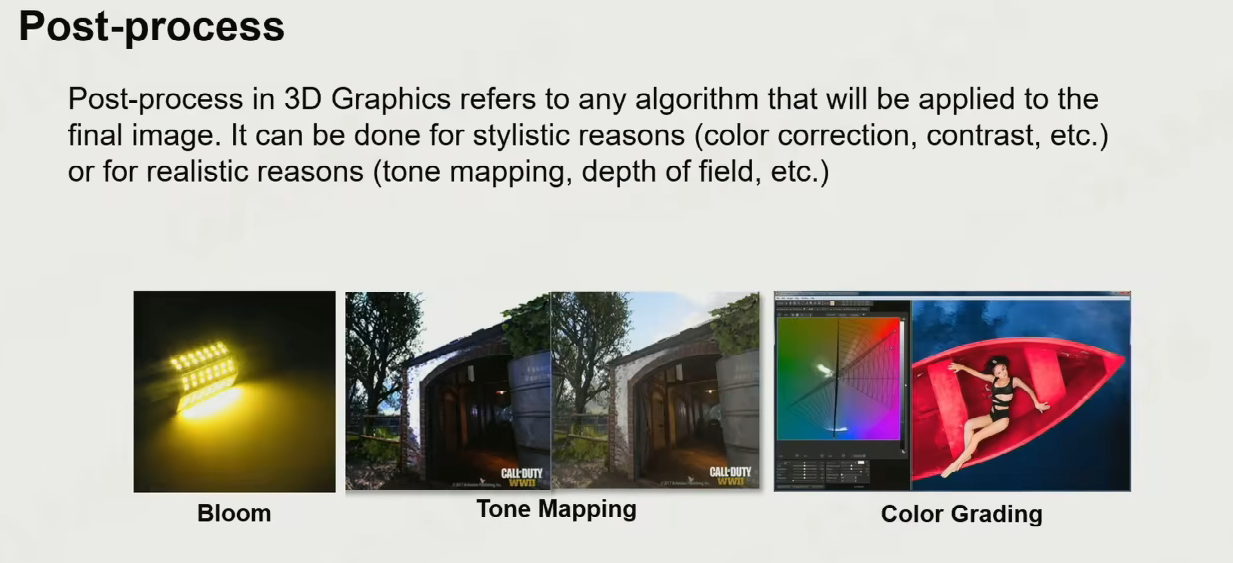 Post-process
Post-process in 3D Graphics refers to any algorithm that will be applied to the
final image. It can be done for stylistic reasons (color correction, contrast, etc.)
or for realistic reasons (tone mapping, depth of field, etc.)
CALL·DUTY
WWII
CALL·DUTY
WWII
Bloom
Tone Mapping
Color Grading